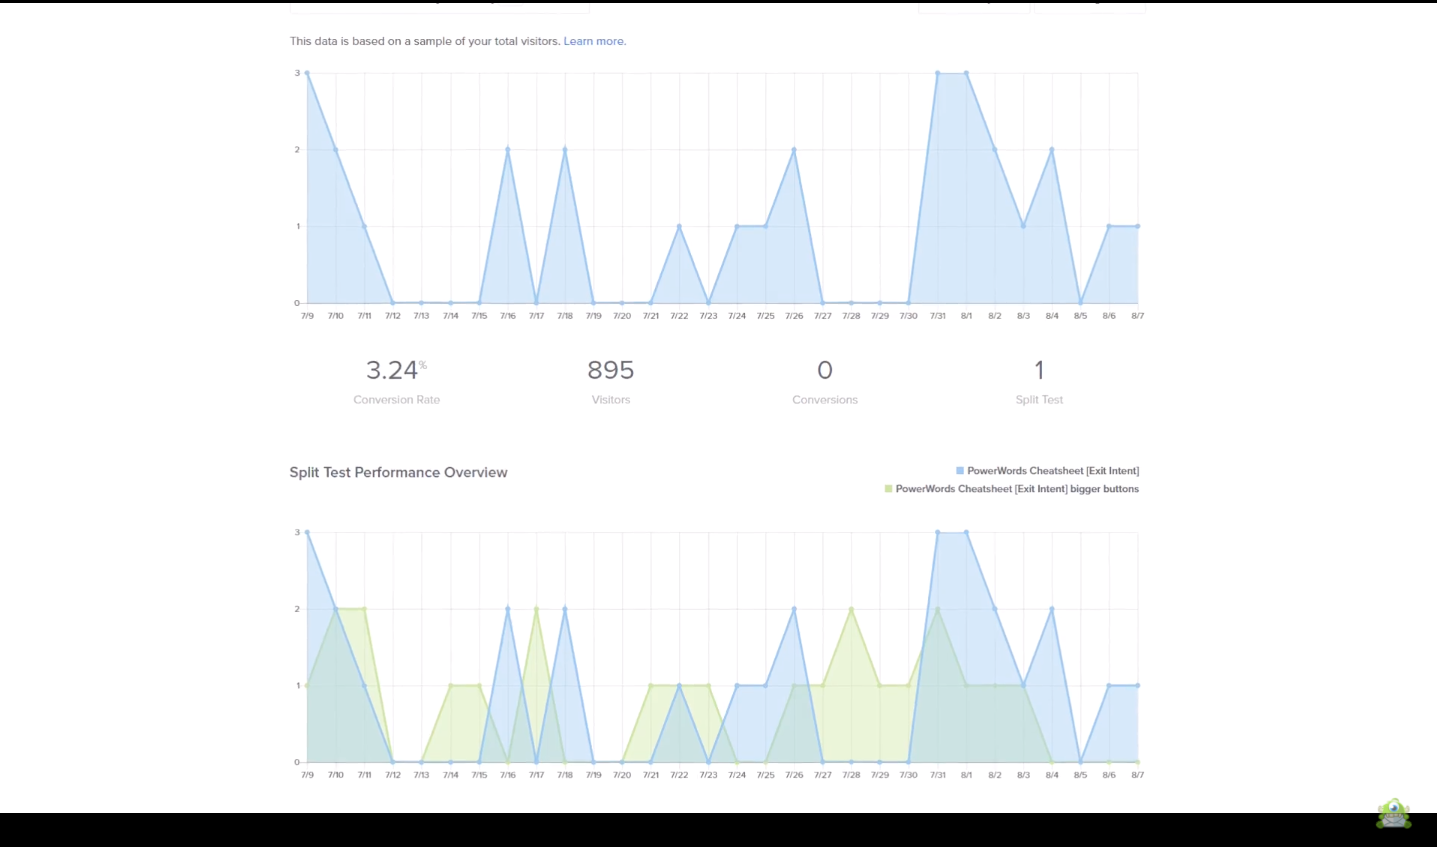 This data is based on a sample of your total visitors. Learn more.
3
2
1
0
7/9 7/10 7/11 7/12 7/13 7/14 7/15 7/16 7/17 7/18 7/19 7/20 7/21 7/22 7/23 7/24 7/25 7/26 7/27 7/28 7/29 7/30 7/31 8/1 8/2 8/3 8/4 8/5 8/6 8/7
3.24% 895 0 1
Conversion Rate Visitors Conversions Split Test
Split Test Performance Overview
PowerWords Cheatsheet [Exit Intent]
PowerWords Cheatsheet [Exit Intent] bigger buttons
3
2
1
0
7/9 7/10 7/11 7/12 7/13 7/14 7/15 7/16 7/17 7/18 7/19 7/20 7/21 7/22 7/23 7/24 7/25 7/26 7/27 7/28 7/29 7/30 7/31 8/1 8/2 8/3 8/4 8/5 8/6 8/7